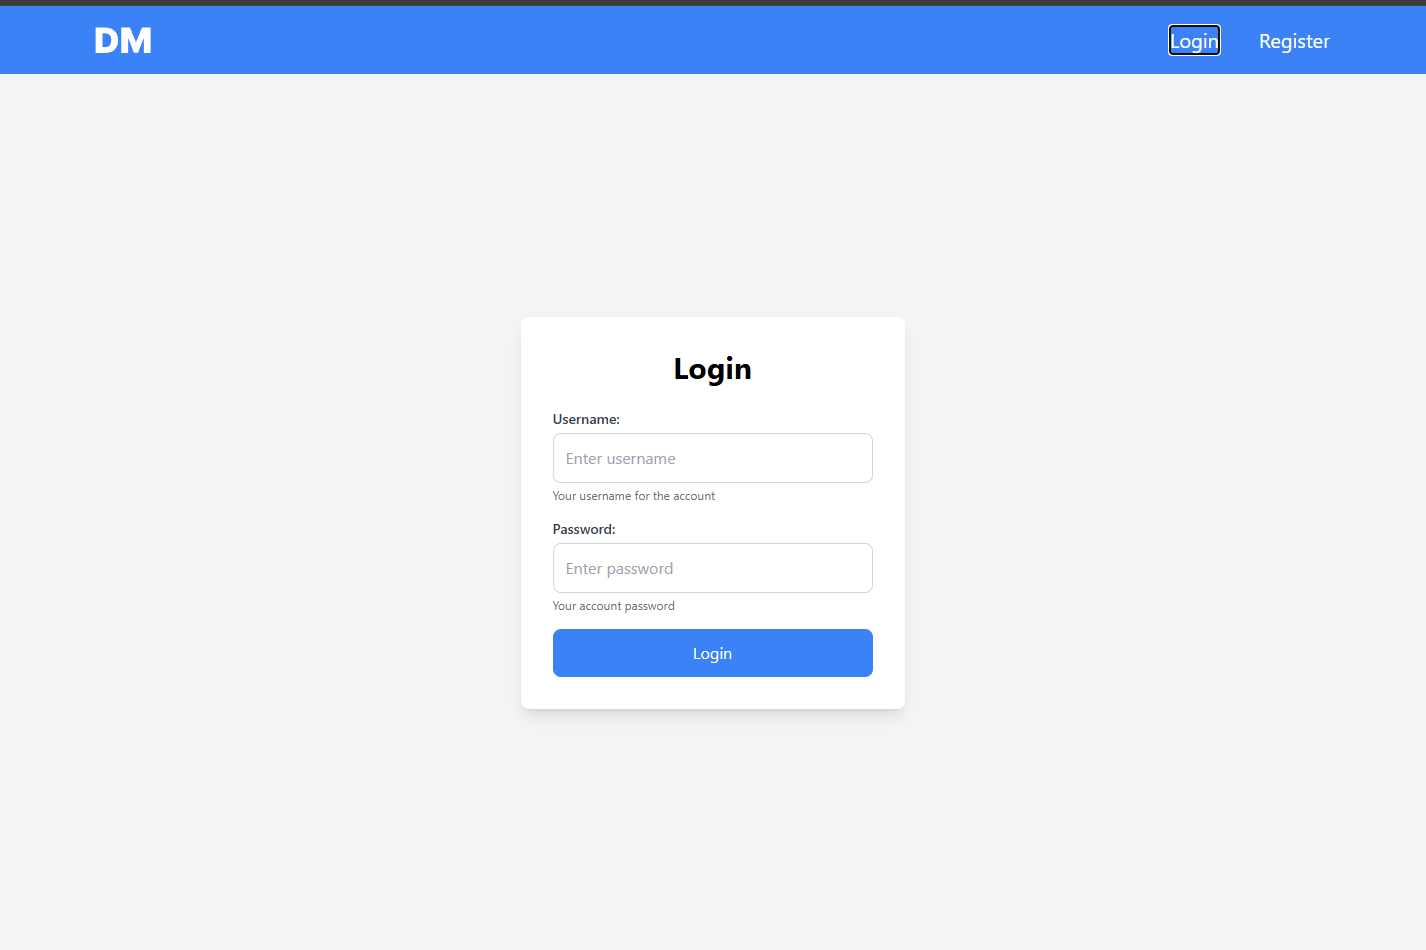 DM
Login
Register
Login
Username:
Enter username
Your username for the account
Password:
Enter password
Your account password
Login